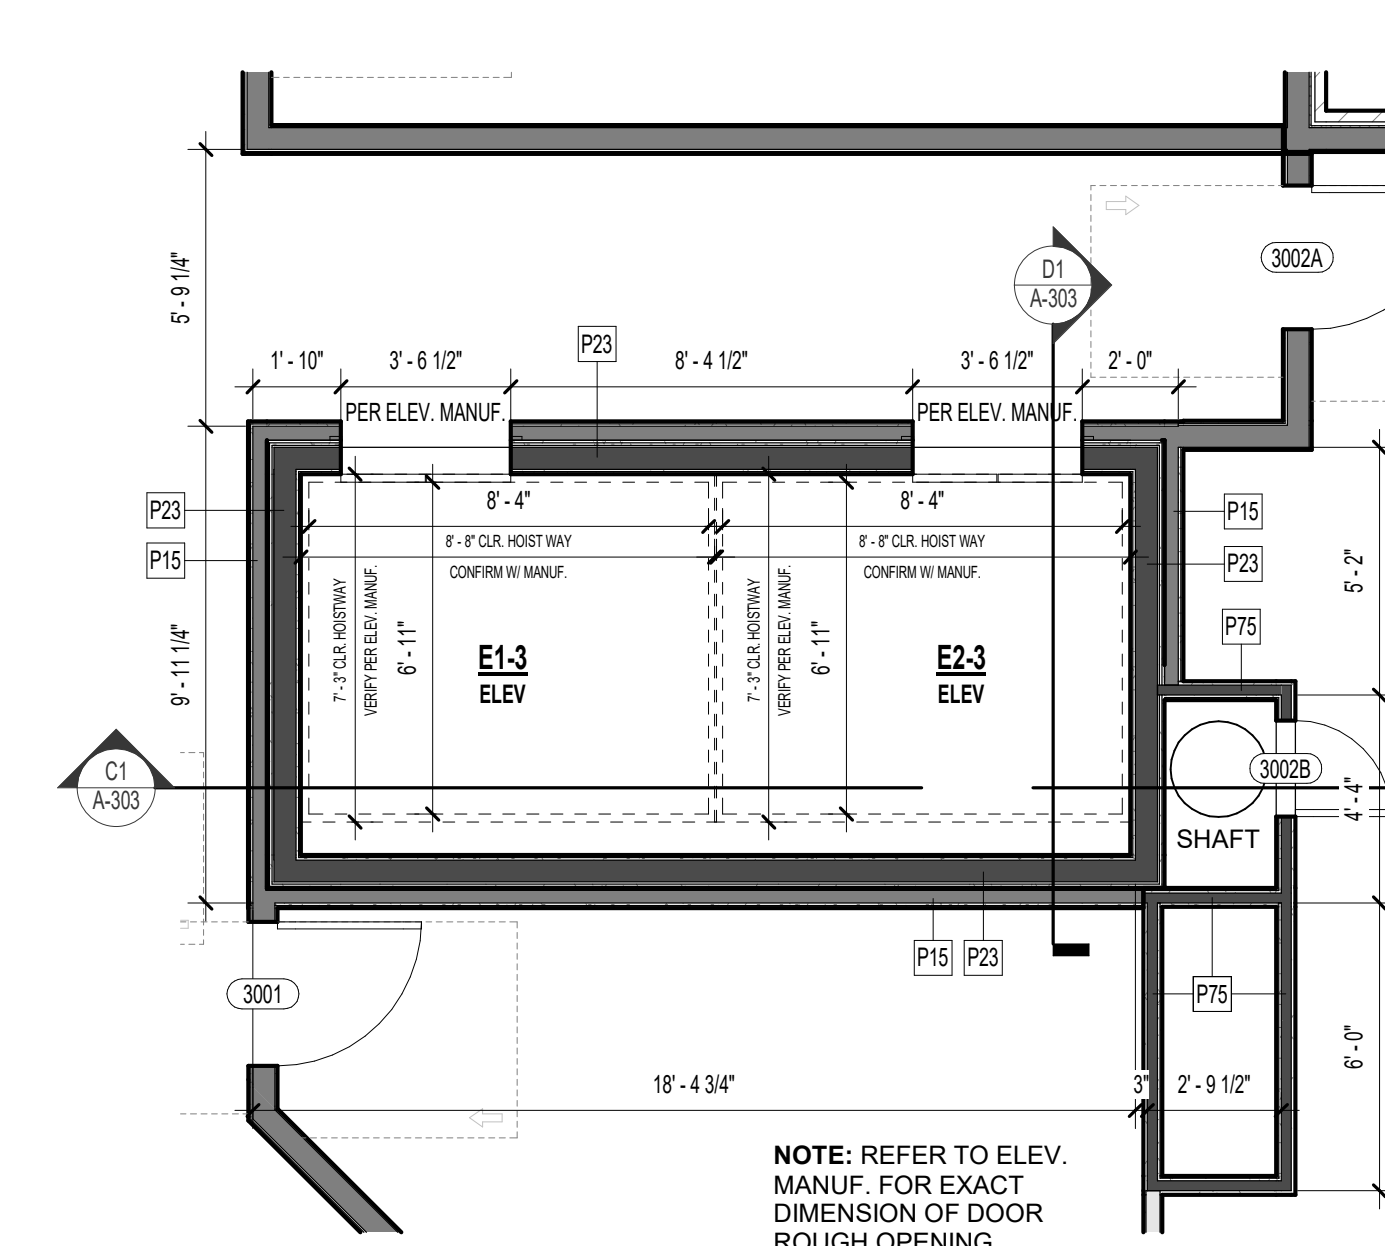 3002A
D1
A-303
5' - 9 1/4"
P23
1' - 10"
3' - 6 1/2"
8' - 4 1/2"
3' - 6 1/2"
2' - 0"
PER ELEV. MANUF.
PER ELEV. MANUF.
P23
P15
8' - 4"
8' - 4"
P15
P23
8' - 8" CLR. HOIST WAY
CONFIRM W/ MANUF.
8' - 8" CLR. HOIST WAY
CONFIRM W/ MANUF.
5' - 2"
P75
7' - 3" CLR. HOISTWAY
VERIFY PER ELEV. MANUF.
6' - 11"
7' - 3" CLR. HOISTWAY
VERIFY PER ELEV. MANUF.
6' - 11"
9' - 11 1/4"
E1-3
ELEV
E2-3
ELEV
C1
A-303
3002B
4' - 4"
SHAFT
P15
P23
3001
P75
6' - 0"
18' - 4 3/4"
3"
2' - 9 1/2"
NOTE: REFER TO ELEV.
MANUF. FOR EXACT
DIMENSION OF DOOR
ROUGH OPENING